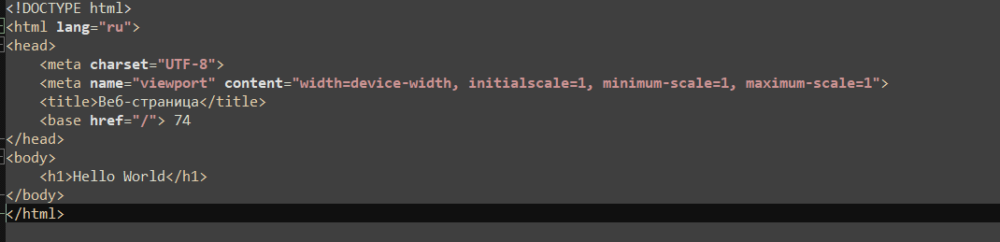 <!DOCTYPE html>
<html lang="ru">
<head>
    <meta charset="UTF-8">
    <meta name="viewport" content="width=device-width, initialscale=1, minimum-scale=1, maximum-scale=1">
    <title>Веб-страница</title>
    <base href="/"> 74
</head>
<body>
    <h1>Hello World</h1>
</body>
</html>